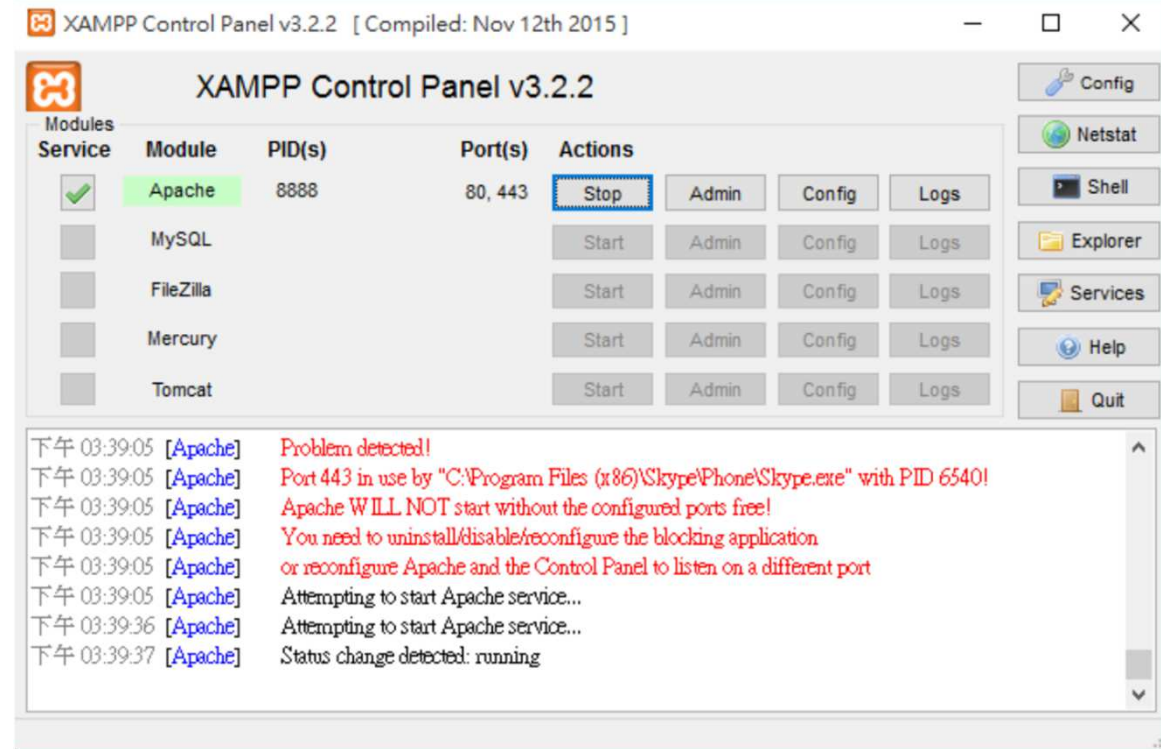 XAMPP Control Panel v3.2.2 [ Compiled: Nov 12th 2015 ]
XAMPP Control Panel v3.2.2
Config
Modules
Netstat
Service Module PID(s) Port(s) Actions
Apache 8888 80, 443 Stop Admin Config Logs
Shell
MySQL Start Admin Config Logs
Explorer
FileZilla Start Admin Config Logs
Services
Mercury Start Admin Config Logs
Help
Tomcat Start Admin Config Logs
Quit
下午 03:39:05 [Apache] Problem detected!
下午 03:39:05 [Apache] Port 443 in use by "C:\Program Files (x86)\Skype\Phone\Skype.exe" with PID 6540!
下午 03:39:05 [Apache] Apache WILL NOT start without the configured ports free!
下午 03:39:05 [Apache] You need to uninstall/disable/reconfigure the blocking application
下午 03:39:05 [Apache] or reconfigure Apache and the Control Panel to listen on a different port
下午 03:39:05 [Apache] Attempting to start Apache service...
下午 03:39:36 [Apache] Attempting to start Apache service...
下午 03:39:37 [Apache] Status change detected: running